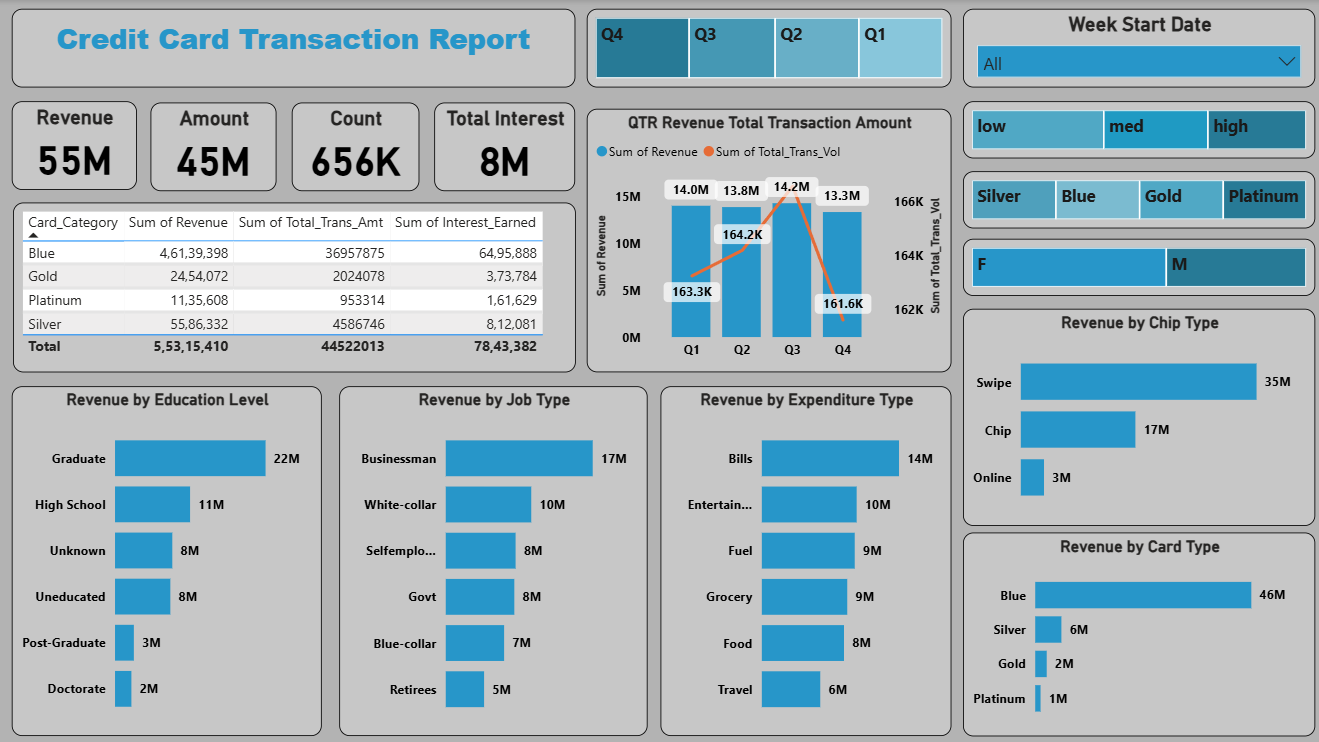 Credit Card Transaction Report
Q4 Q3 Q2 Q1
Week Start Date
All
Revenue
55M
Amount
45M
Count
656K
Total Interest
8M
low med high
Silver Blue Gold Platinum
F M
Card_Category Sum of Revenue Sum of Total_Trans_Amt Sum of Interest_Earned
Blue 4,61,39,398 36957875 64,95,888
Gold 24,54,072 2024078 3,73,784
Platinum 11,35,608 953314 1,61,629
Silver 55,86,332 4586746 8,12,081
Total 5,53,15,410 44522013 78,43,382
QTR Revenue Total Transaction Amount
Sum of Revenue Sum of Total_Trans_Vol
Sum of Revenue
15M
10M
5M
0M
14.0M 13.8M 14.2M 13.3M
163.3K 164.2K 161.6K
Q1 Q2 Q3 Q4
166K
164K
162K
Sum of Total_Trans_Vol
Revenue by Chip Type
Swipe 35M
Chip 17M
Online 3M
Revenue by Education Level
Graduate 22M
High School 11M
Unknown 8M
Uneducated 8M
Post-Graduate 3M
Doctorate 2M
Revenue by Job Type
Businessman 17M
White-collar 10M
Selfemplo... 8M
Govt 8M
Blue-collar 7M
Retirees 5M
Revenue by Expenditure Type
Bills 14M
Entertain... 10M
Fuel 9M
Grocery 9M
Food 8M
Travel 6M
Revenue by Card Type
Blue 46M
Silver 6M
Gold 2M
Platinum 1M